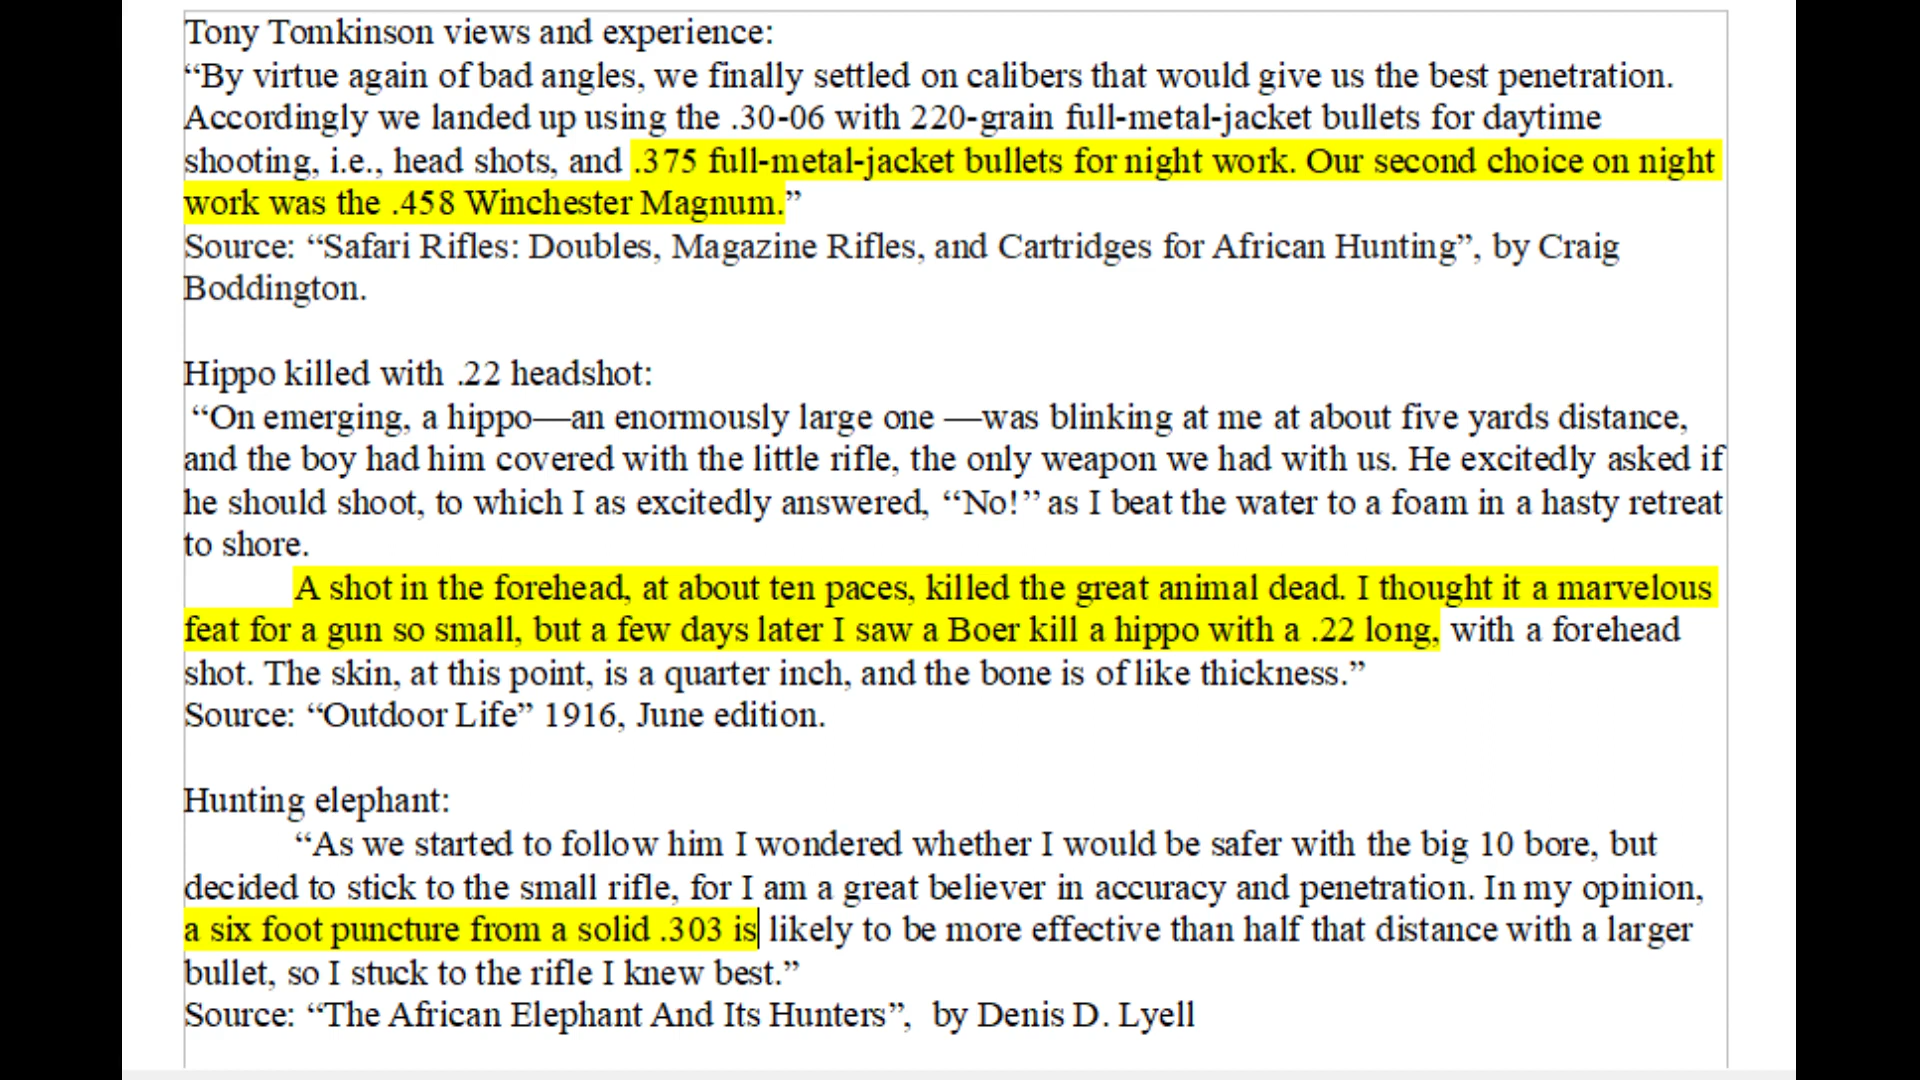 Tony Tomkinson views and experience:
“By virtue again of bad angles, we finally settled on calibers that would give us the best penetration.
Accordingly we landed up using the .30-06 with 220-grain full-metal-jacket bullets for daytime
shooting, i.e., head shots, and .375 full-metal-jacket bullets for night work. Our second choice on night
work was the .458 Winchester Magnum.”
Source: “Safari Rifles: Doubles, Magazine Rifles, and Cartridges for African Hunting”, by Craig
Boddington.
Hippo killed with .22 headshot:
“On emerging, a hippo—an enormously large one —was blinking at me at about five yards distance,
and the boy had him covered with the little rifle, the only weapon we had with us. He excitedly asked if
he should shoot, to which I as excitedly answered, “No!” as I beat the water to a foam in a hasty retreat
to shore.
A shot in the forehead, at about ten paces, killed the great animal dead. I thought it a marvelous
feat for a gun so small, but a few days later I saw a Boer kill a hippo with a .22 long, with a forehead
shot. The skin, at this point, is a quarter inch, and the bone is of like thickness.”
Source: “Outdoor Life” 1916, June edition.
Hunting elephant:
“As we started to follow him I wondered whether I would be safer with the big 10 bore, but
decided to stick to the small rifle, for I am a great believer in accuracy and penetration. In my opinion,
a six foot puncture from a solid .303 is likely to be more effective than half that distance with a larger
bullet, so I stuck to the rifle I knew best.”
Source: “The African Elephant And Its Hunters”,  by Denis D. Lyell